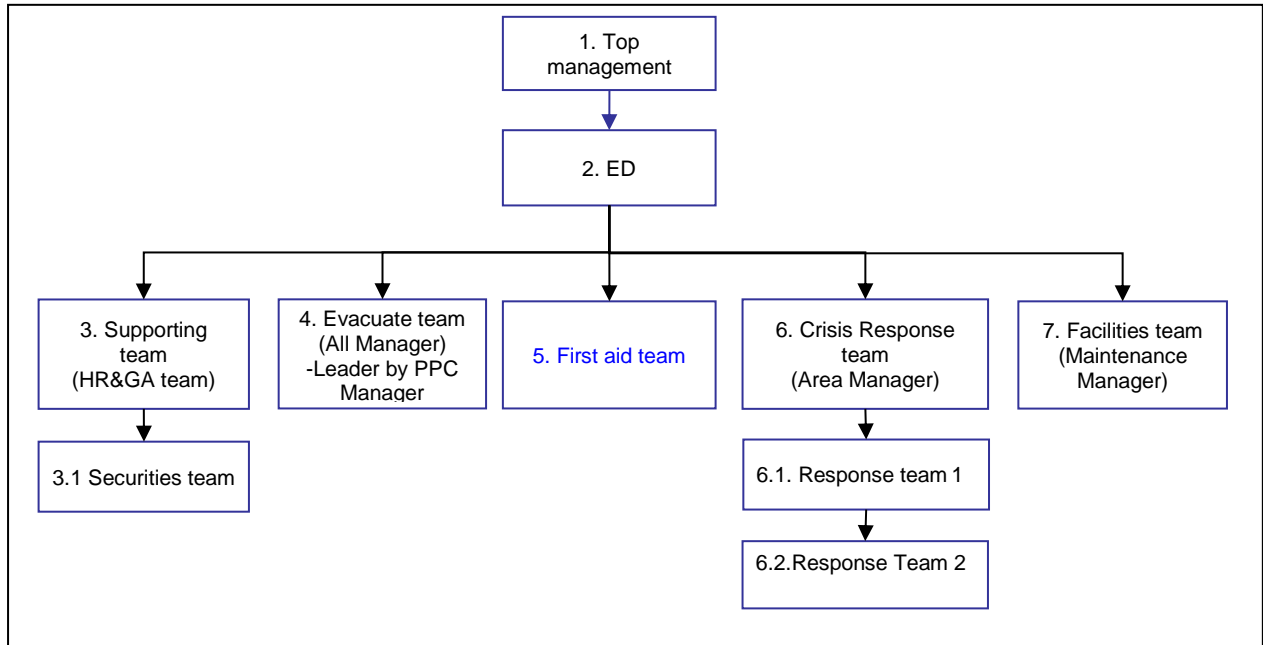 1. Top
management
2. ED
3. Supporting
team
(HR&GA team)
4. Evacuate team
(All Manager)
-Leader by PPC
Manager
5. First aid team
6. Crisis Response
team
(Area Manager)
7. Facilities team
(Maintenance
Manager)
3.1 Securities team
6.1. Response team 1
6.2.Response Team 2